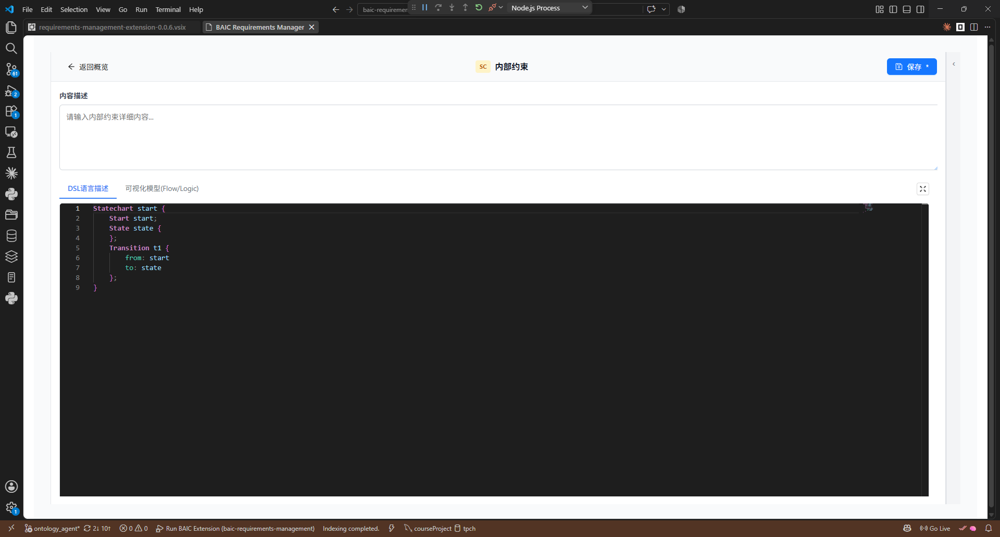 File Edit Selection View Go Run Terminal Help
baic-requiremen
Node.js Process
requirements-management-extension-0.0.6.vsix
BAIC Requirements Manager
返回概览
SC 内部约束
保存 *
内容描述
请输入内部约束详细内容...
DSL语言描述
可视化模型(Flow/Logic)
1 Statechart start {
2 Start start;
3 State state {
4 };
5 Transition t1 {
6 from: start
7 to: state
8 };
9 }
61
2
1
1
ontology_agent* 2↓ 10↑ 0 0 Run BAIC Extension (baic-requirements-management) Indexing completed. courseProject tpch Go Live